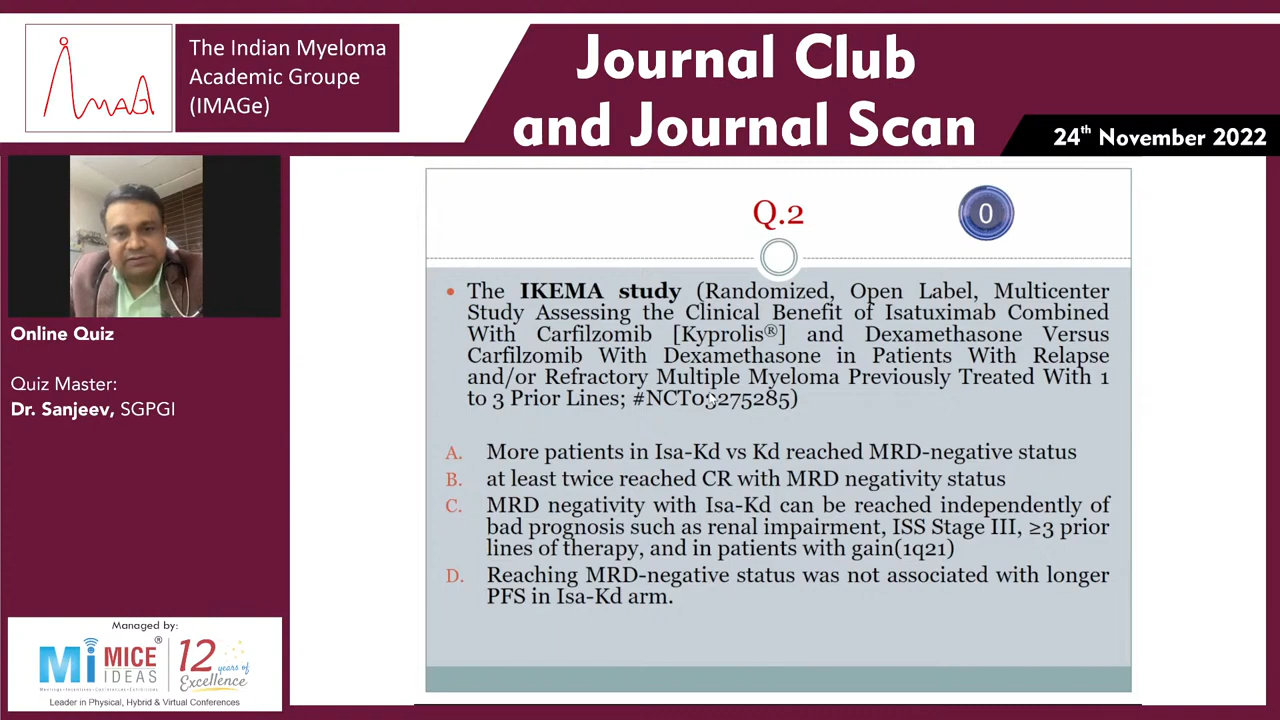 The Indian Myeloma
Academic Groupe
(IMAGe)
ımAGe
Journal Club
and Journal Scan
24th November 2022
Q.2
0
• The IKEMA study (Randomized, Open Label, Multicenter
Study Assessing the Clinical Benefit of Isatuximab Combined
With Carfilzomib [Kyprolis®] and Dexamethasone Versus
Carfilzomib With Dexamethasone in Patients With Relapse
and/or Refractory Multiple Myeloma Previously Treated With 1
to 3 Prior Lines; #NCT03275285)
A. More patients in Isa-Kd vs Kd reached MRD-negative status
B. at least twice reached CR with MRD negativity status
C. MRD negativity with Isa-Kd can be reached independently of
bad prognosis such as renal impairment, ISS Stage III, ≥3 prior
lines of therapy, and in patients with gain(1q21)
D. Reaching MRD-negative status was not associated with longer
PFS in Isa-Kd arm.
Online Quiz
Quiz Master:
Dr. Sanjeev, SGPGI
Managed by:
Mi MICE ®
IDEAS
12 years of
Excellence
Leader in Physical, Hybrid & Virtual Conferences